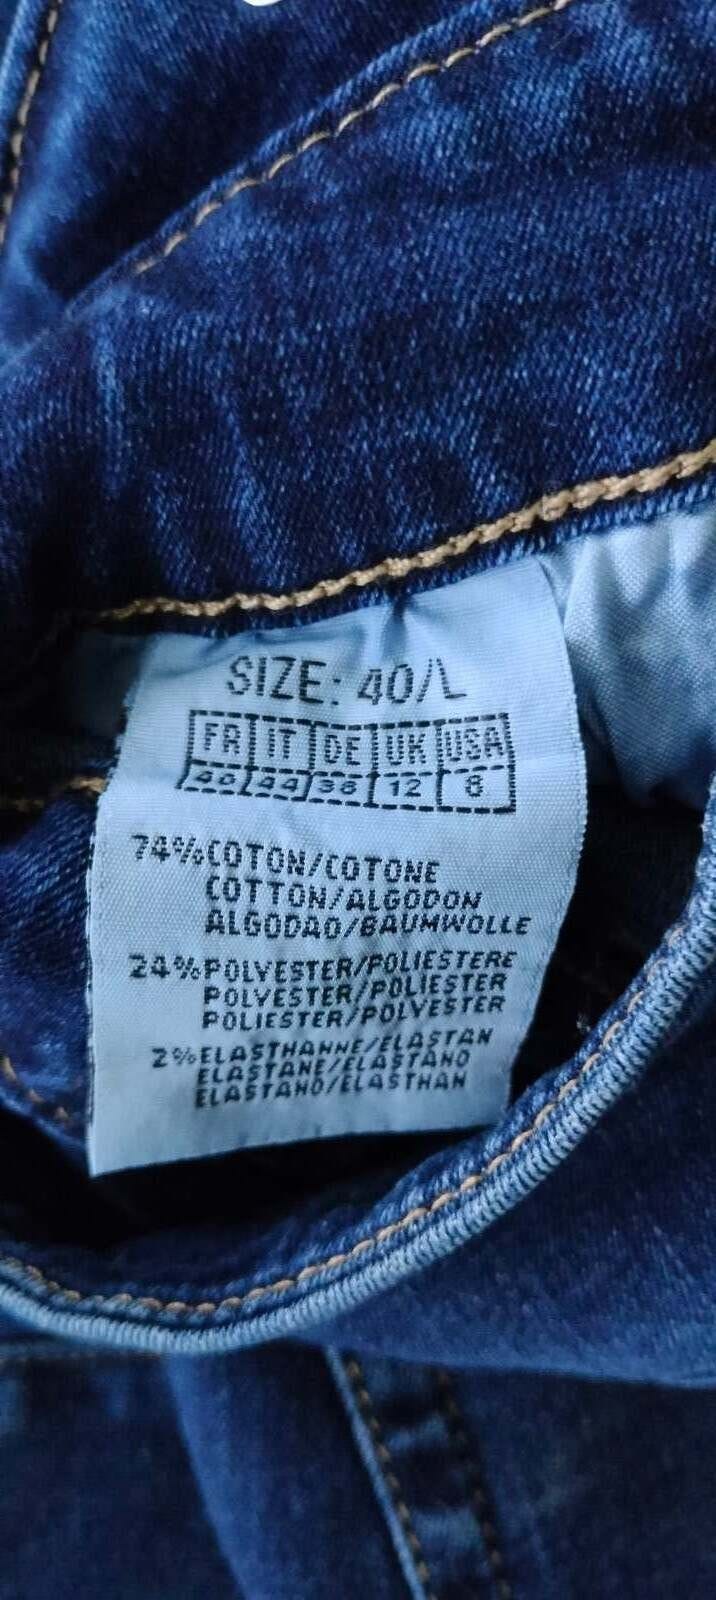 SIZE: 40/L
FR IT DE UK USA
40 44 38 12 8
74% COTON/COTONE
COTTON/ALGODON
ALGODAO/BAUMWOLLE
24% POLYESTER/POLIESTERE
POLYESTER/POLIESTER
POLIESTER/POLYESTER
2% ELASTHANNE/ELASTAN
ELASTANE/ELASTANO
ELASTANO/ELASTHAN